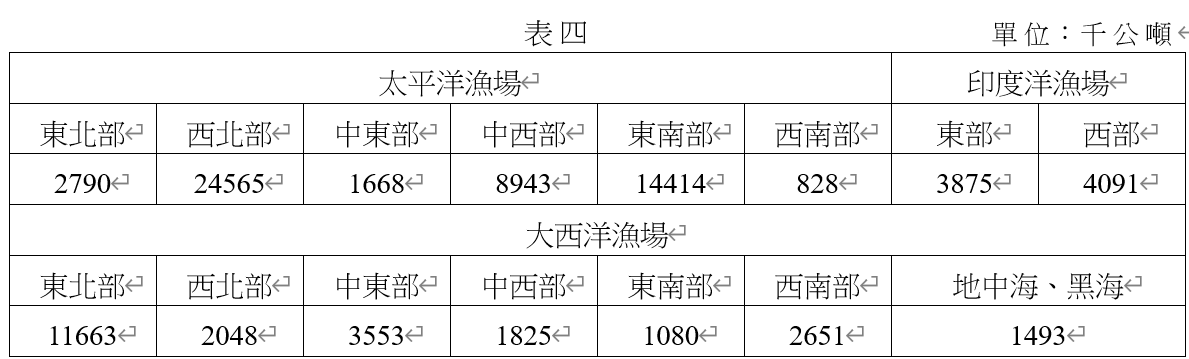 表四 單位：千公噸
太平洋漁場 印度洋漁場
東北部 西北部 中東部 中西部 東南部 西南部 東部 西部
2790 24565 1668 8943 14414 828 3875 4091
大西洋漁場
東北部 西北部 中東部 中西部 東南部 西南部 地中海、黑海
11663 2048 3553 1825 1080 2651 1493